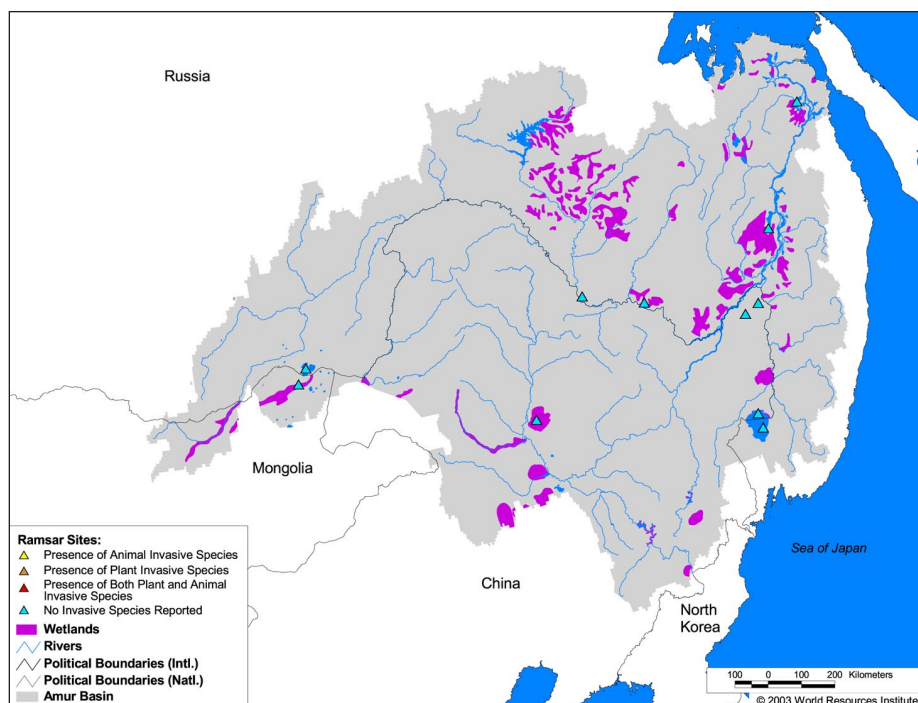 Russia
Mongolia
China
North
Korea
Sea of Japan
Ramsar Sites:
Presence of Animal Invasive Species
Presence of Plant Invasive Species
Presence of Both Plant and Animal
Invasive Species
No Invasive Species Reported
Wetlands
Rivers
Political Boundaries (Intl.)
Political Boundaries (Natl.)
Amur Basin
100 0 100 200 Kilometers
© 2003 World Resources Institute